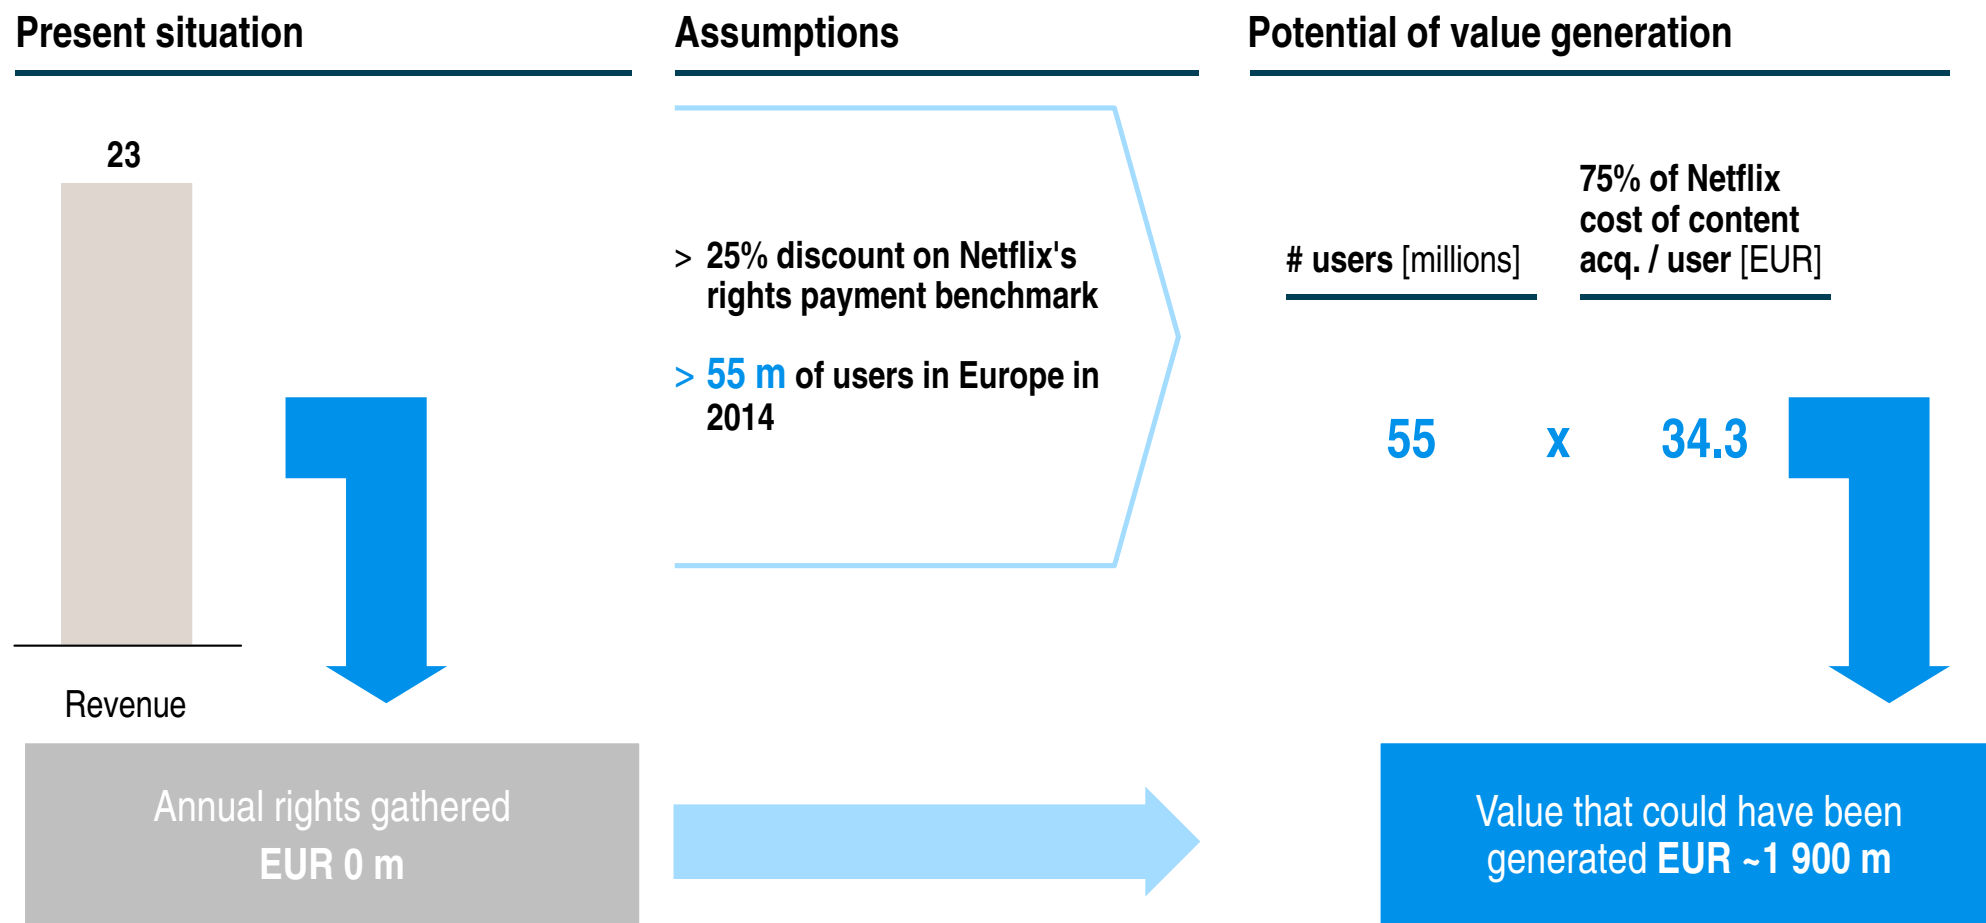 Present situation
23
Revenue
Annual rights gathered
EUR 0 m
Assumptions
> 25% discount on Netflix's
rights payment benchmark
> 55 m of users in Europe in
2014
Potential of value generation
# users [millions]
75% of Netflix
cost of content
acq. / user [EUR]
55 x 34.3
Value that could have been
generated EUR ~1 900 m